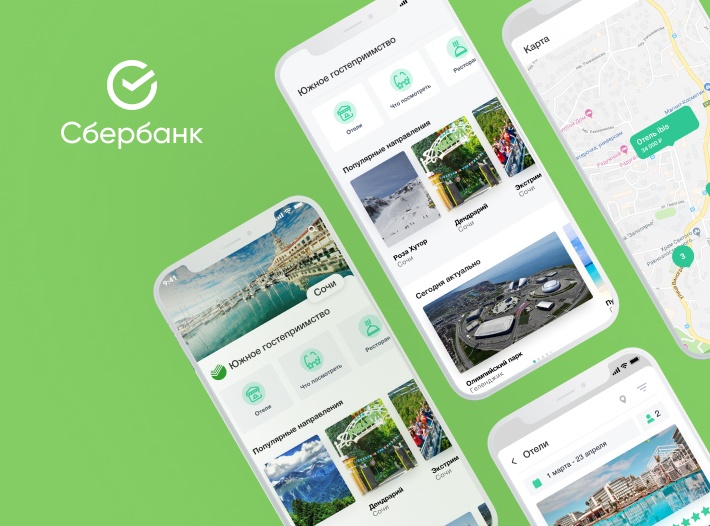 Сбербанк
Южное гостеприимство
Отели
Что посмотреть
Ресторан
Популярные направления
Роза Хутор
Сочи
Дендрарий
Сочи
Экстрим
Сочи
Сегодня актуально
Олимпийский парк
Геленджик
Карта
Отель Ibis
34 000 ₽
3
9:41
Сочи
Южное гостеприимство
Отели
Что посмотреть
Ресторан
Популярные направления
Дендрарий
Сочи
Экстрим
Сочи
Отели
1 марта - 23 апреля
2